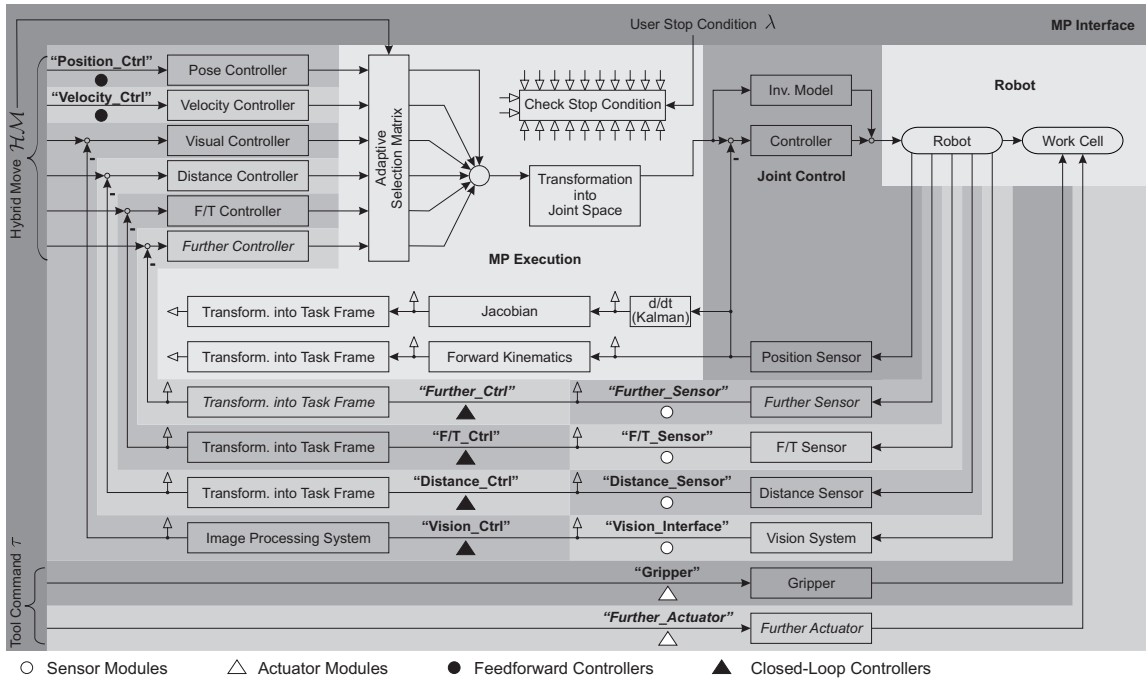 User Stop Condition λ
MP Interface
Hybrid Move HM
"Position_Ctrl"
Pose Controller
"Velocity_Ctrl"
Velocity Controller
Visual Controller
-
Distance Controller
-
F/T Controller
-
Further Controller
-
Adaptive
Selection Matrix
Check Stop Condition
Transformation
into
Joint Space
MP Execution
Inv. Model
Controller
-
Joint Control
Robot
Robot
Work Cell
Transform. into Task Frame
Jacobian
d/dt
(Kalman)
Transform. into Task Frame
Forward Kinematics
Position Sensor
Transform. into Task Frame
"Further_Ctrl"
"Further_Sensor"
Further Sensor
Transform. into Task Frame
"F/T_Ctrl"
"F/T_Sensor"
F/T Sensor
Transform. into Task Frame
"Distance_Ctrl"
"Distance_Sensor"
Distance Sensor
Image Processing System
"Vision_Ctrl"
"Vision_Interface"
Vision System
Tool Command τ
"Gripper"
Gripper
"Further_Actuator"
Further Actuator
Sensor Modules
Actuator Modules
Feedforward Controllers
Closed-Loop Controllers